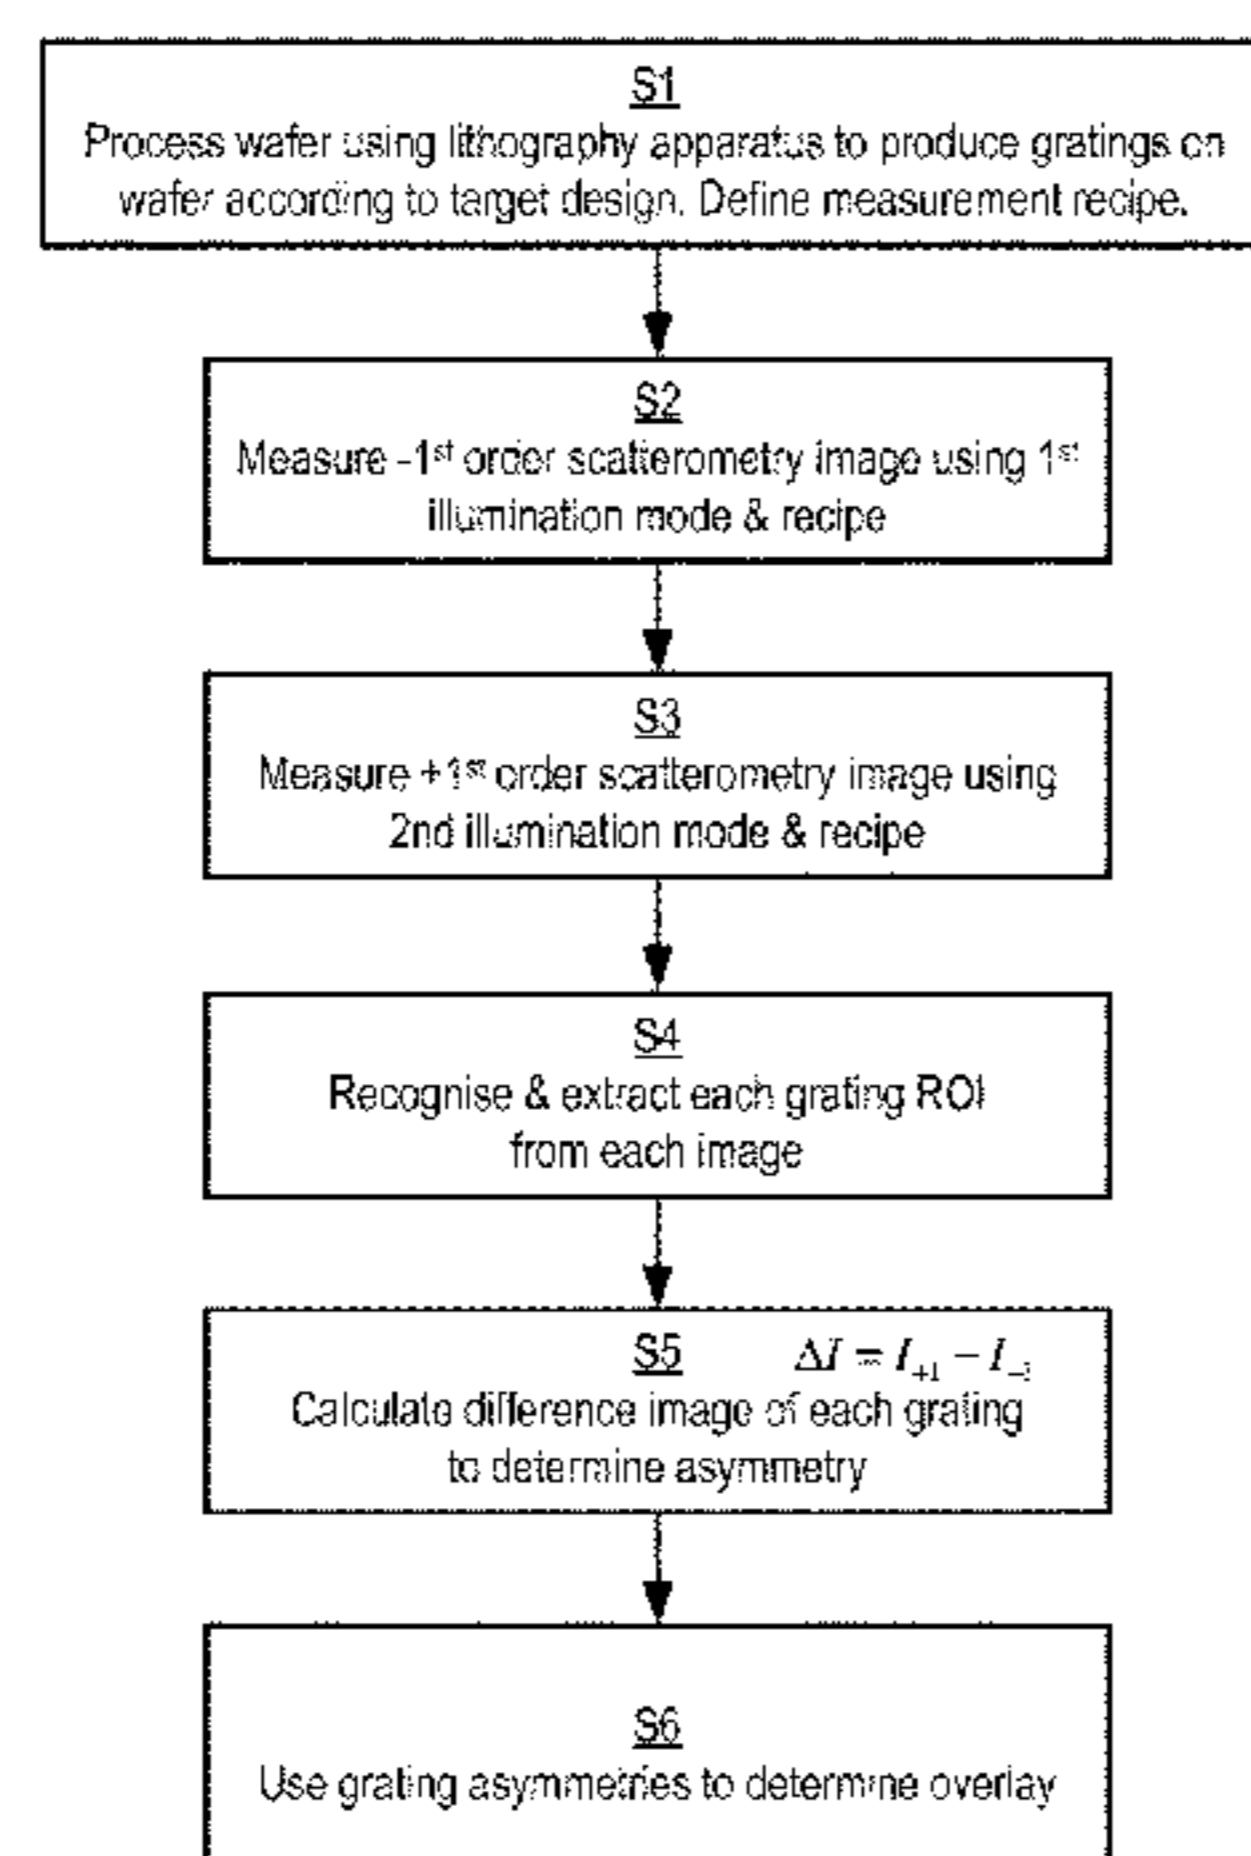 S1
Process wafer using lithography apparatus to produce gratings on
wafer according to target design. Define measurement recipe.
S2
Measure -1st order scatterometry image using 1st
illumination mode & recipe
S3
Measure +1st order scatterometry image using
2nd illumination mode & recipe
S4
Recognise & extract each grating ROI
from each image
S5 ΔI = I+1 − I−1
Calculate difference image of each grating
to determine asymmetry
S6
Use grating asymmetries to determine overlay